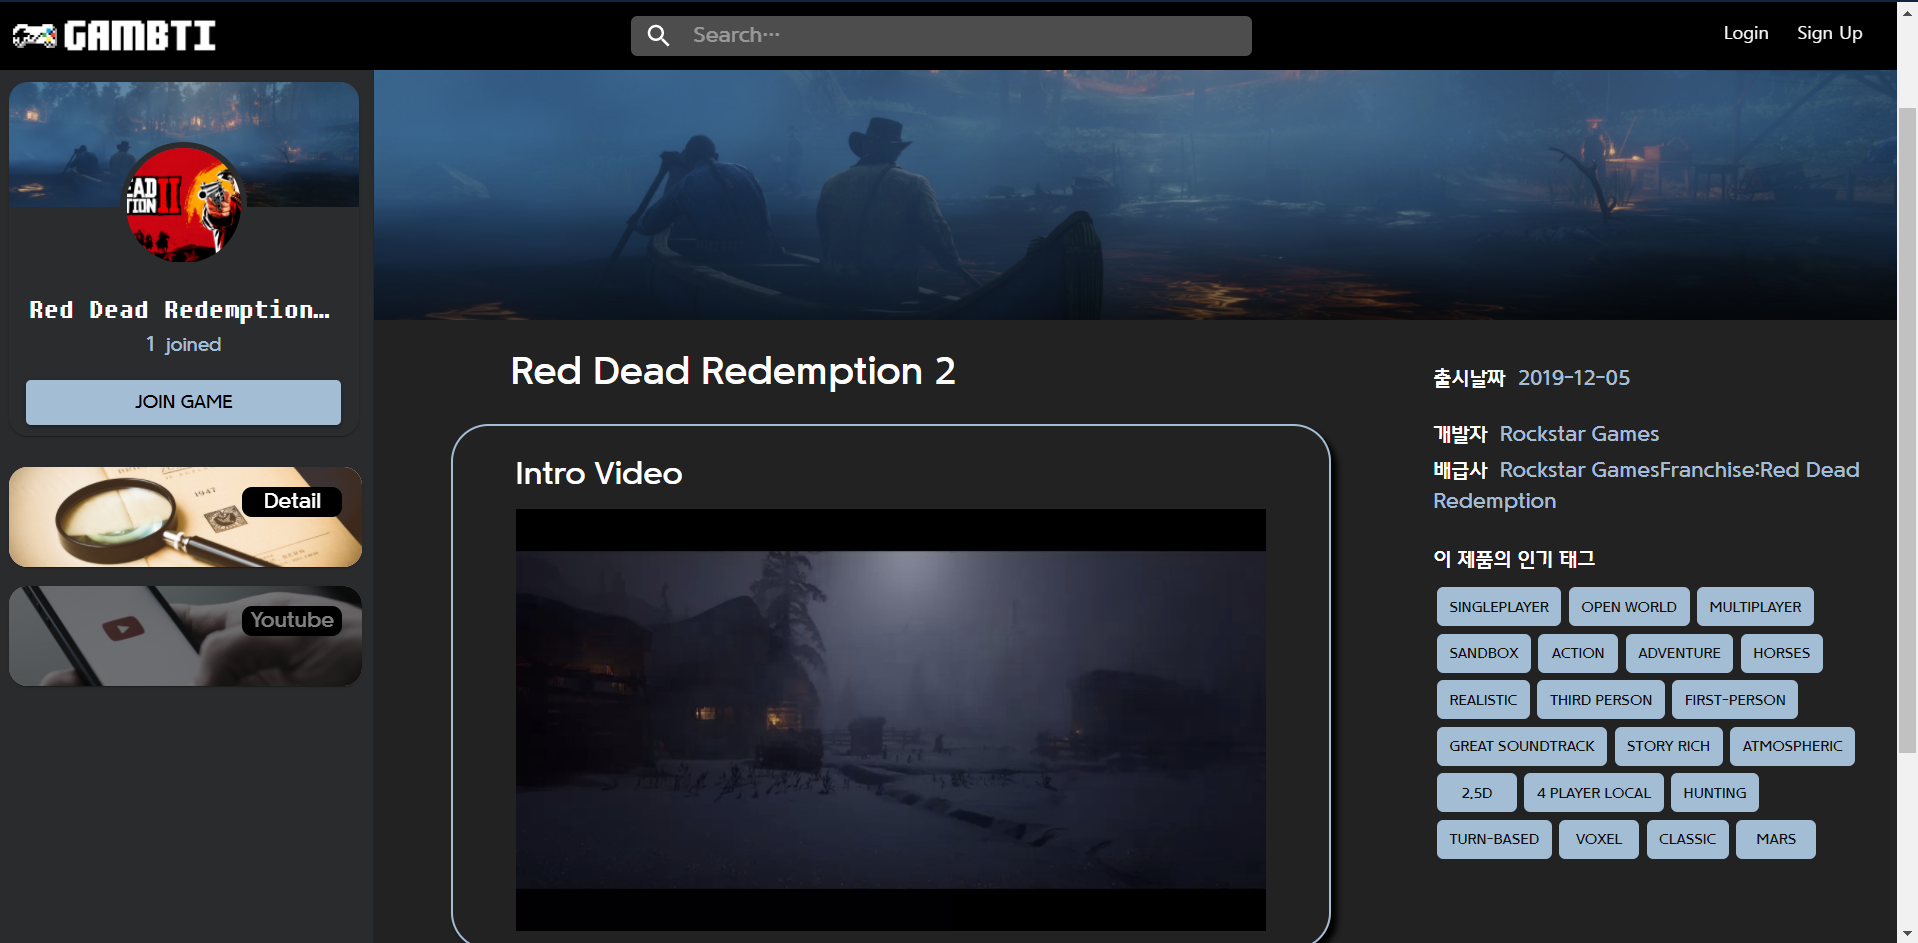 GAMBTI
Search…
Login
Sign Up
EAD
TION II
Red Dead Redemption…
1 joined
JOIN GAME
1947
Detail
Youtube
Red Dead Redemption 2
Intro Video
출시날짜 2019-12-05
개발자 Rockstar Games
배급사 Rockstar GamesFranchise:Red Dead
Redemption
이 제품의 인기 태그
SINGLEPLAYER OPEN WORLD MULTIPLAYER
SANDBOX ACTION ADVENTURE HORSES
REALISTIC THIRD PERSON FIRST-PERSON
GREAT SOUNDTRACK STORY RICH ATMOSPHERIC
2.5D 4 PLAYER LOCAL HUNTING
TURN-BASED VOXEL CLASSIC MARS